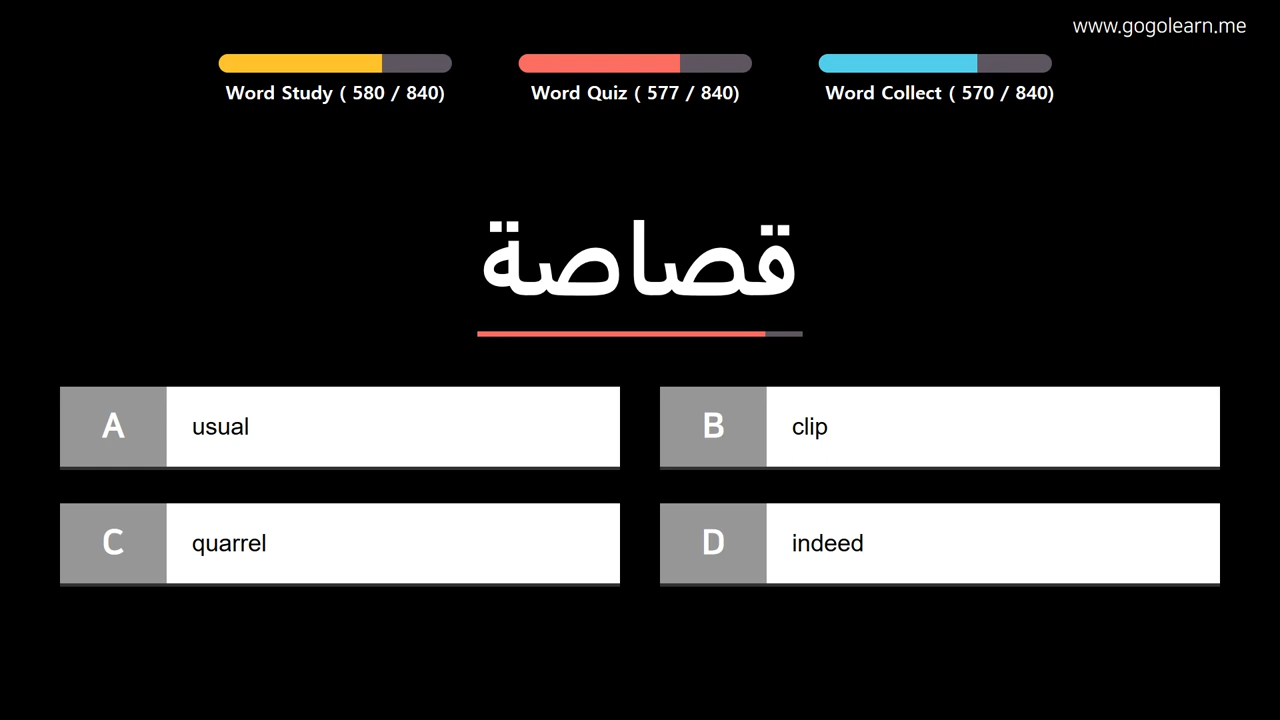 www.gogolearn.me
Word Study ( 580 / 840)
Word Quiz ( 577 / 840)
Word Collect ( 570 / 840)
قصاصة
A usual
B clip
C quarrel
D indeed